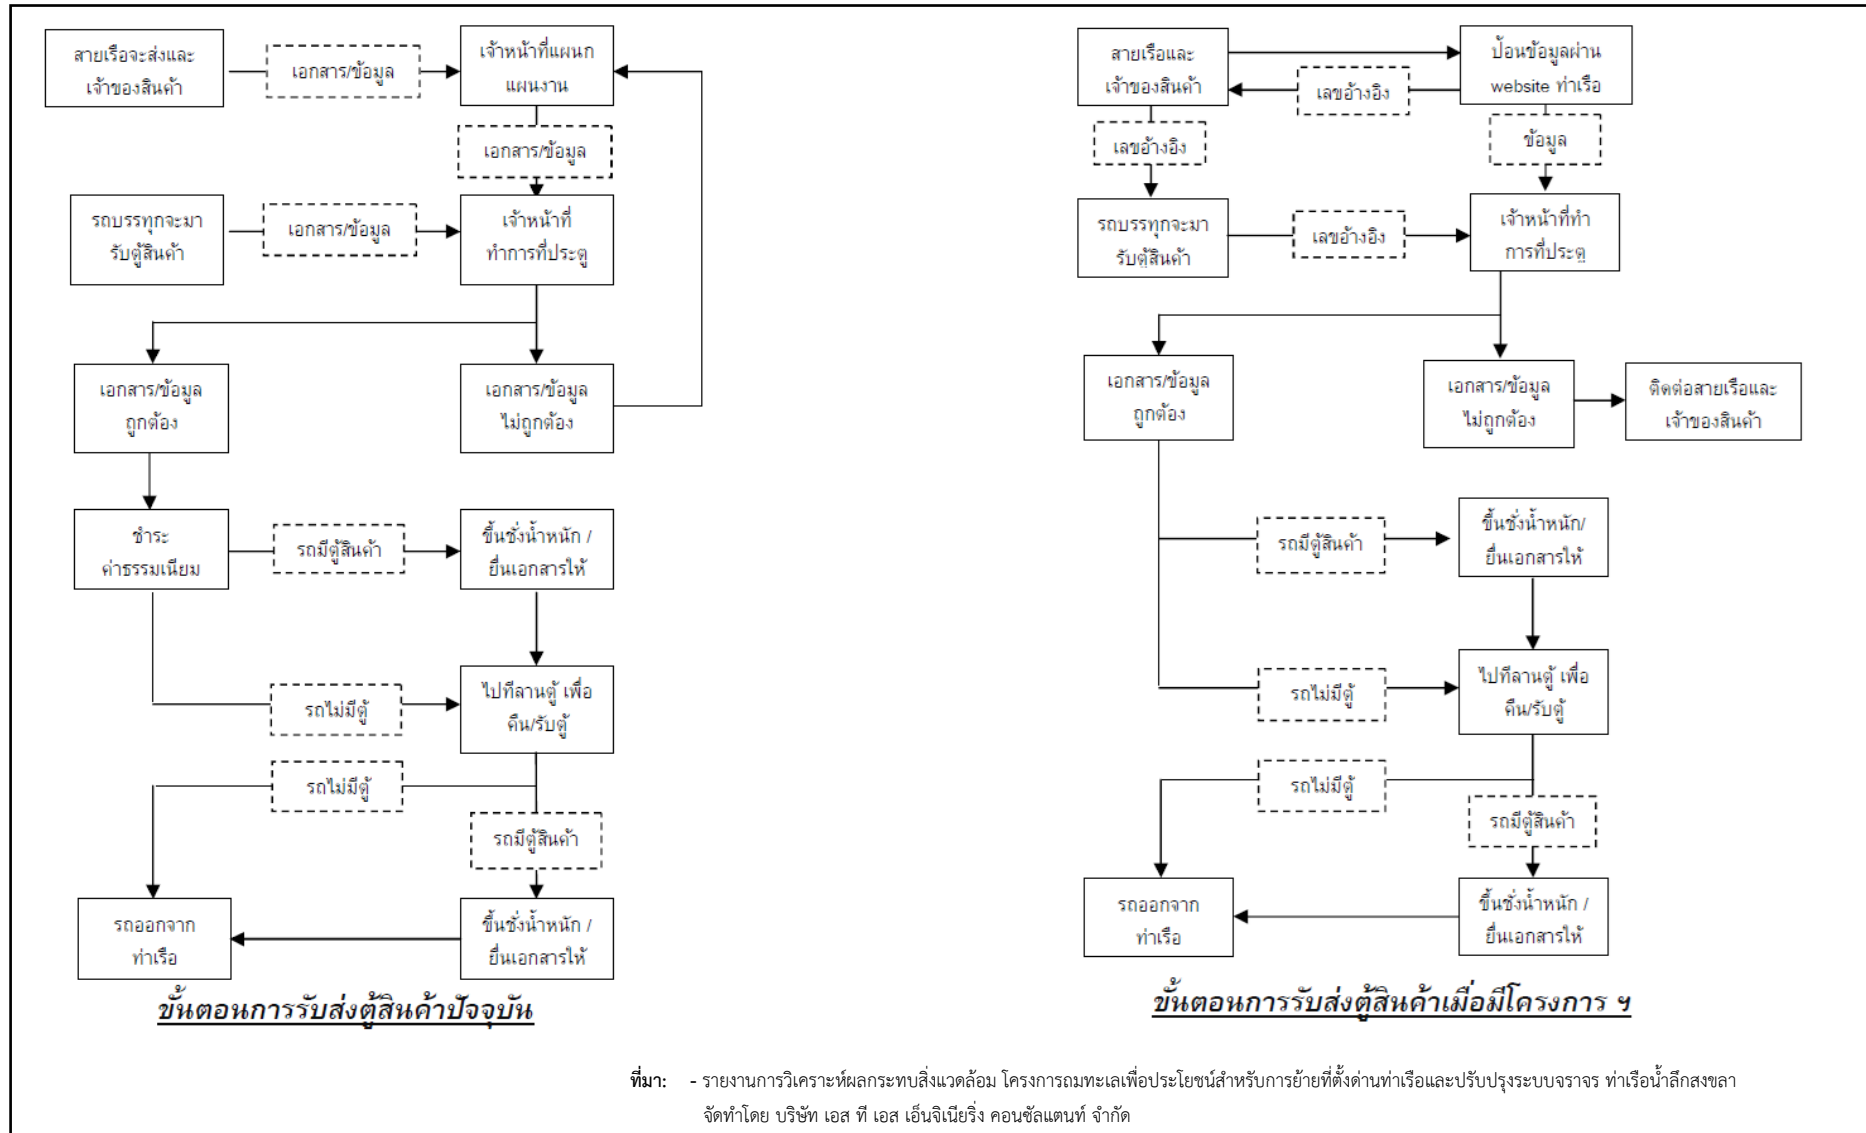 สายเรือจะส่งและ
เจ้าของสินค้า
เอกสาร/ข้อมูล
เจ้าหน้าที่แผนก
แผนงาน
เอกสาร/ข้อมูล
รถบรรทุกจะมา
รับตู้สินค้า
เอกสาร/ข้อมูล
เจ้าหน้าที่
ทำการที่ประตู
เอกสาร/ข้อมูล
ถูกต้อง
เอกสาร/ข้อมูล
ไม่ถูกต้อง
ชำระ
ค่าธรรมเนียม
รถมีตู้สินค้า
ขึ้นชั่งน้ำหนัก /
ยื่นเอกสารให้
รถไม่มีตู้
ไปทีลานตู้ เพื่อ
คืน/รับตู้
รถไม่มีตู้
รถมีตู้สินค้า
รถออกจาก
ท่าเรือ
ขึ้นชั่งน้ำหนัก /
ยื่นเอกสารให้
ขั้นตอนการรับส่งตู้สินค้าปัจจุบัน
สายเรือและ
เจ้าของสินค้า
ป้อนข้อมูลผ่าน
website ท่าเรือ
เลขอ้างอิง
เลขอ้างอิง
ข้อมูล
รถบรรทุกจะมา
รับตู้สินค้า
เลขอ้างอิง
เจ้าหน้าที่ทำ
การที่ประตู
เอกสาร/ข้อมูล
ถูกต้อง
เอกสาร/ข้อมูล
ไม่ถูกต้อง
ติดต่อสายเรือและ
เจ้าของสินค้า
รถมีตู้สินค้า
ขึ้นชั่งน้ำหนัก/
ยื่นเอกสารให้
รถไม่มีตู้
ไปทีลานตู้ เพื่อ
คืน/รับตู้
รถไม่มีตู้
รถมีตู้สินค้า
รถออกจาก
ท่าเรือ
ขึ้นชั่งน้ำหนัก /
ยื่นเอกสารให้
ขั้นตอนการรับส่งตู้สินค้าเมื่อมีโครงการ ฯ
ที่มา: - รายงานการวิเคราะห์ผลกระทบสิ่งแวดล้อม โครงการถมทะเลเพื่อประโยชน์สำหรับการย้ายที่ตั้งด่านท่าเรือและปรับปรุงระบบจราจร ท่าเรือน้ำลึกสงขลา
จัดทำโดย บริษัท เอส ที เอส เอ็นจิเนียริ่ง คอนซัลแตนท์ จำกัด